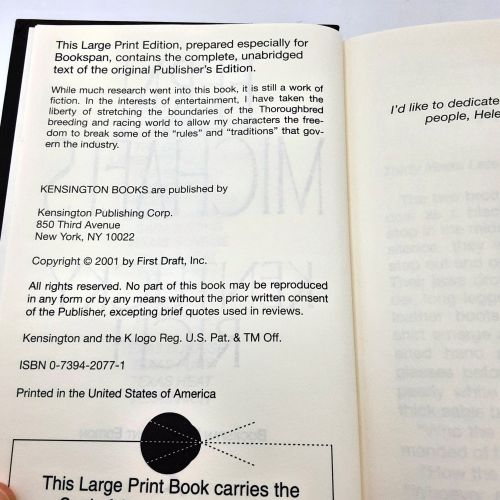 This Large Print Edition, prepared especially for
Bookspan, contains the complete, unabridged
text of the original Publisher's Edition.
While much research went into this book, it is still a work of
fiction. In the interests of entertainment, I have taken the
liberty of stretching the boundaries of the Thoroughbred
breeding and racing world to allow my characters the free-
dom to break some of the "rules" and "traditions" that gov-
ern the industry.
KENSINGTON BOOKS are published by
Kensington Publishing Corp.
850 Third Avenue
New York, NY 10022
Copyright © 2001 by First Draft, Inc.
All rights reserved. No part of this book may be reproduced
in any form or by any means without the prior written consent
of the Publisher, excepting brief quotes used in reviews.
Kensington and the K logo Reg. U.S. Pat. & TM Off.
ISBN 0-7394-2077-1
Printed in the United States of America
This Large Print Book carries the
I'd like to dedicate
people, Hele